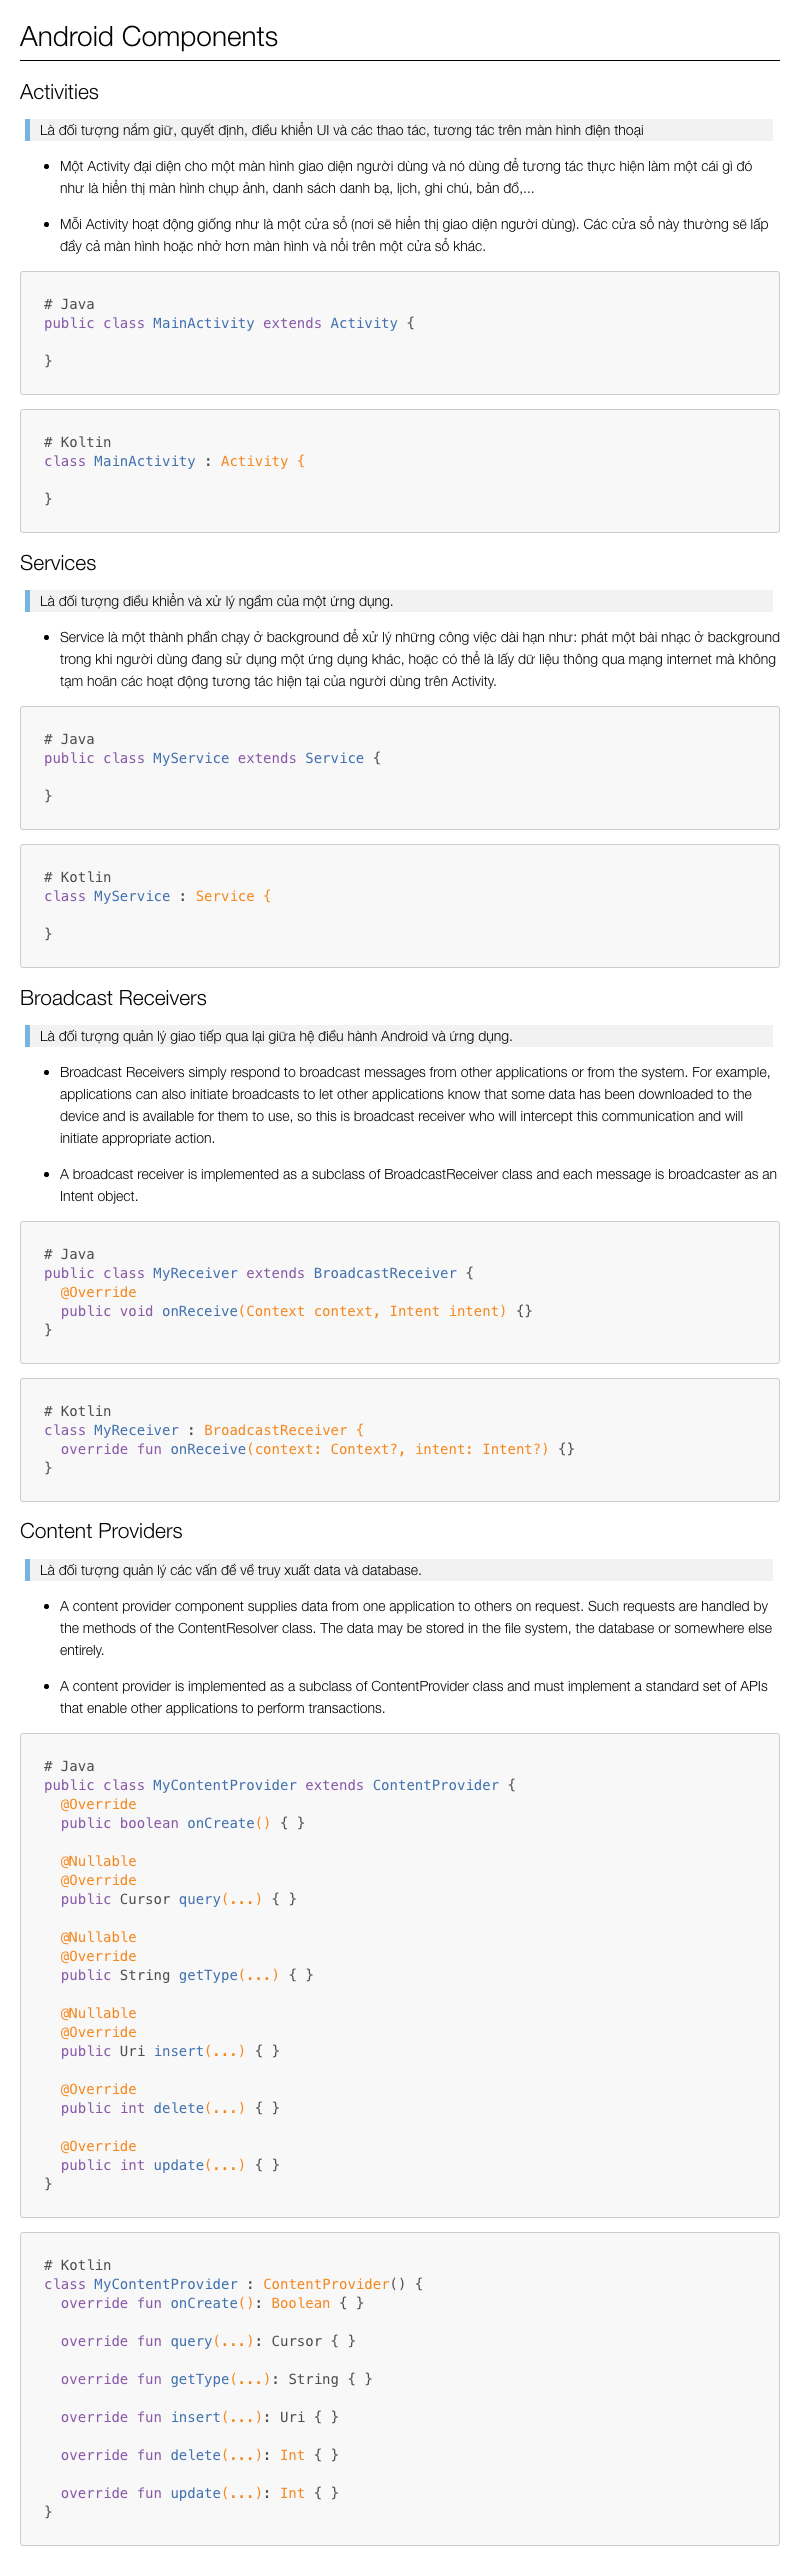 Android Components
Activities
Là đối tượng nắm giữ, quyết định, điều khiển UI và các thao tác, tương tác trên màn hình điện thoại
• Một Activity đại diện cho một màn hình giao diện người dùng và nó dùng để tương tác thực hiện làm một cái gì đó
như là hiển thị màn hình chụp ảnh, danh sách danh bạ, lịch, ghi chú, bản đồ,...
• Mỗi Activity hoạt động giống như là một cửa sổ (nơi sẽ hiển thị giao diện người dùng). Các cửa sổ này thường sẽ lấp
đầy cả màn hình hoặc nhở hơn màn hình và nổi trên một cửa sổ khác.
# Java
public class MainActivity extends Activity {
}
# Koltin
class MainActivity : Activity {
}
Services
Là đối tượng điều khiển và xử lý ngầm của một ứng dụng.
• Service là một thành phần chạy ở background để xử lý những công việc dài hạn như: phát một bài nhạc ở background
trong khi người dùng đang sử dụng một ứng dụng khác, hoặc có thể là lấy dữ liệu thông qua mạng internet mà không
tạm hoãn các hoạt động tương tác hiện tại của người dùng trên Activity.
# Java
public class MyService extends Service {
}
# Kotlin
class MyService : Service {
}
Broadcast Receivers
Là đối tượng quản lý giao tiếp qua lại giữa hệ điều hành Android và ứng dụng.
• Broadcast Receivers simply respond to broadcast messages from other applications or from the system. For example,
applications can also initiate broadcasts to let other applications know that some data has been downloaded to the
device and is available for them to use, so this is broadcast receiver who will intercept this communication and will
initiate appropriate action.
• A broadcast receiver is implemented as a subclass of BroadcastReceiver class and each message is broadcaster as an
Intent object.
# Java
public class MyReceiver extends BroadcastReceiver {
@Override
public void onReceive(Context context, Intent intent) {}
}
# Kotlin
class MyReceiver : BroadcastReceiver {
override fun onReceive(context: Context?, intent: Intent?) {}
}
Content Providers
Là đối tượng quản lý các vấn đề về truy xuất data và database.
• A content provider component supplies data from one application to others on request. Such requests are handled by
the methods of the ContentResolver class. The data may be stored in the file system, the database or somewhere else
entirely.
• A content provider is implemented as a subclass of ContentProvider class and must implement a standard set of APIs
that enable other applications to perform transactions.
# Java
public class MyContentProvider extends ContentProvider {
@Override
public boolean onCreate() { }
@Nullable
@Override
public Cursor query(...) { }
@Nullable
@Override
public String getType(...) { }
@Nullable
@Override
public Uri insert(...) { }
@Override
public int delete(...) { }
@Override
public int update(...) { }
}
# Kotlin
class MyContentProvider : ContentProvider() {
override fun onCreate(): Boolean { }
override fun query(...): Cursor { }
override fun getType(...): String { }
override fun insert(...): Uri { }
override fun delete(...): Int { }
override fun update(...): Int { }
}